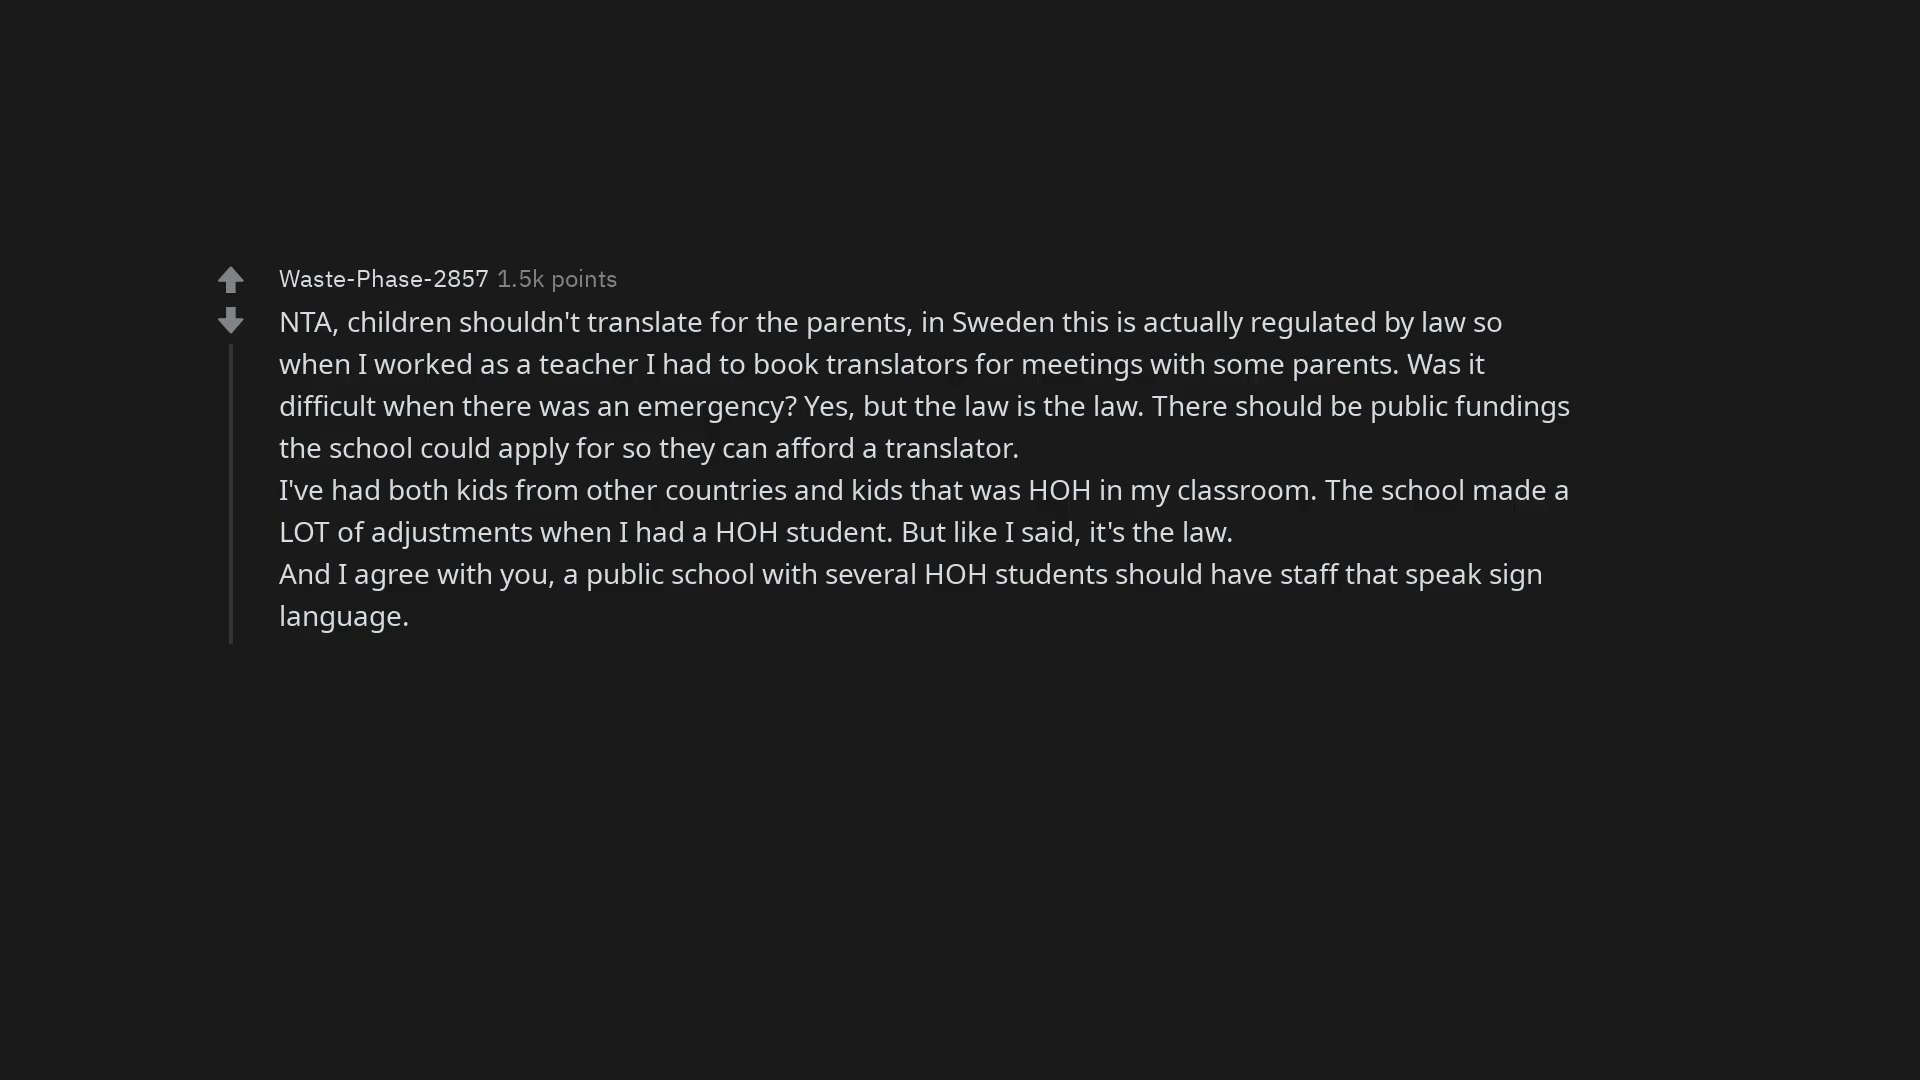 Waste-Phase-2857 1.5k points
NTA, children shouldn't translate for the parents, in Sweden this is actually regulated by law so
when I worked as a teacher I had to book translators for meetings with some parents. Was it
difficult when there was an emergency? Yes, but the law is the law. There should be public fundings
the school could apply for so they can afford a translator.
I've had both kids from other countries and kids that was HOH in my classroom. The school made a
LOT of adjustments when I had a HOH student. But like I said, it's the law.
And I agree with you, a public school with several HOH students should have staff that speak sign
language.